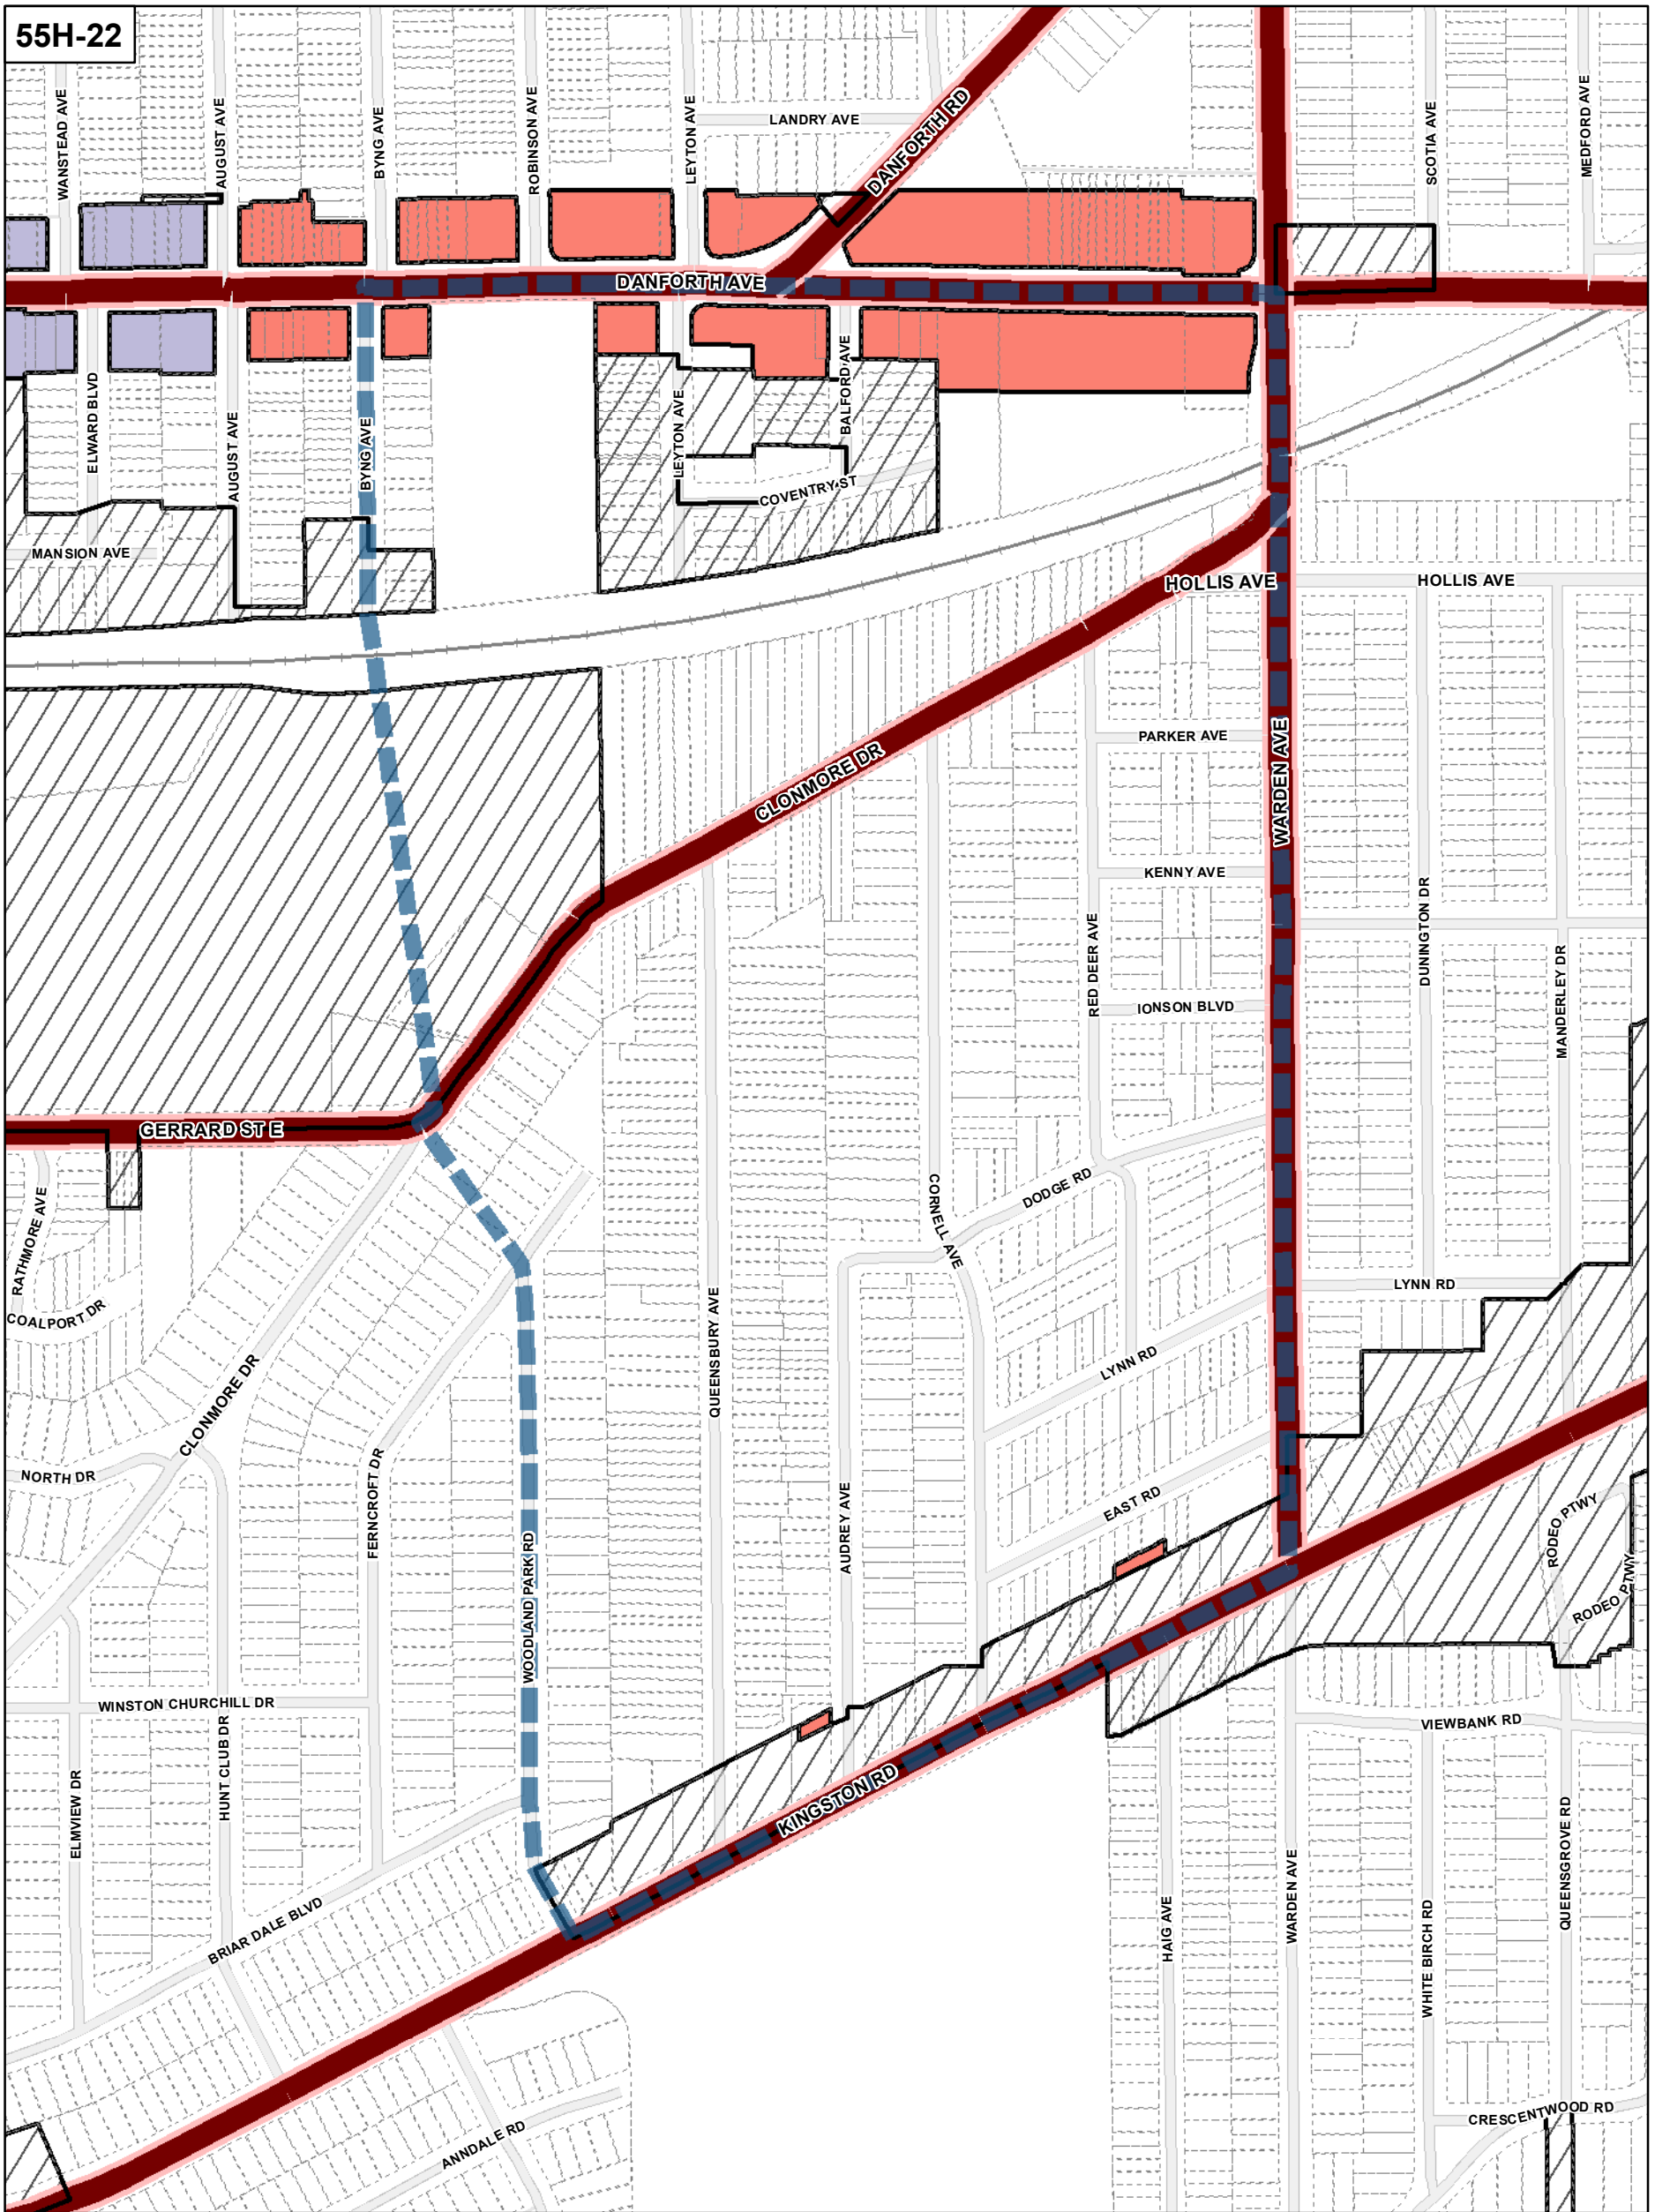 55H-22
WANSTEAD AVE
AUGUST AVE
BYNG AVE
ROBINSON AVE
LEYTON AVE
LANDRY AVE
DANFORTH RD
SCOTIA AVE
MEDFORD AVE
DANFORTH AVE
ELWARD BLVD
AUGUST AVE
BYNG AVE
LEYTON AVE
BALFORD AVE
COVENTRY ST
MANSION AVE
HOLLIS AVE
HOLLIS AVE
PARKER AVE
WARDEN AVE
CLONMORE DR
KENNY AVE
RED DEER AVE
DUNINGTON DR
MANDERLEY DR
IONSON BLVD
GERRARD ST E
RATHMORE AVE
COALPORT DR
CORNELL AVE
DODGE RD
LYNN RD
LYNN RD
QUEENSBURY AVE
CLONMORE DR
NORTH DR
FERNCROFT DR
WOODLAND PARK RD
AUDREY AVE
EAST RD
RODEO PTWY
RODEO PTWY
WINSTON CHURCHILL DR
HUNT CLUB DR
ELMVIEW DR
VIEWBANK RD
KINGSTON RD
BRIAR DALE BLVD
HAIG AVE
WARDEN AVE
WHITE BIRCH RD
QUEENSGROVE RD
ANNDALE RD
CRESCENTWOOD RD